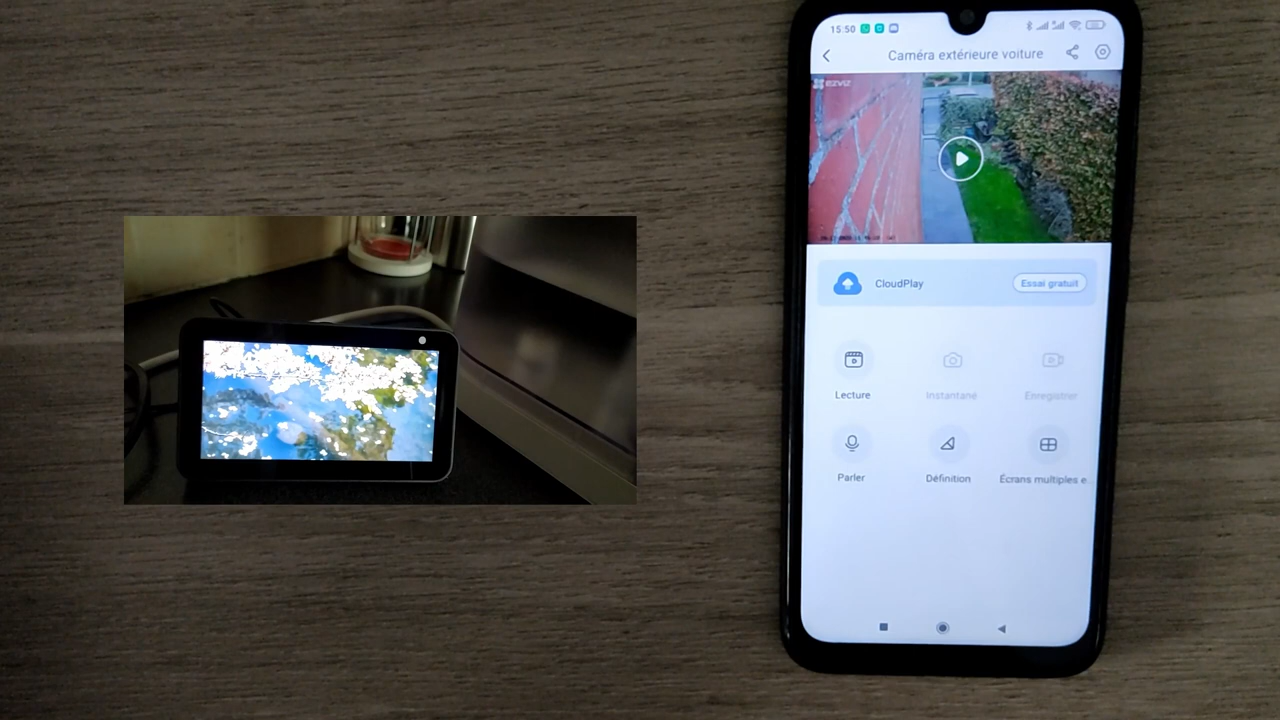 15:50
Caméra extérieure voiture
ezviz
CloudPlay
Essai gratuit
Lecture
Instantané
Enregistrer
Parler
Définition
Écrans multiples e